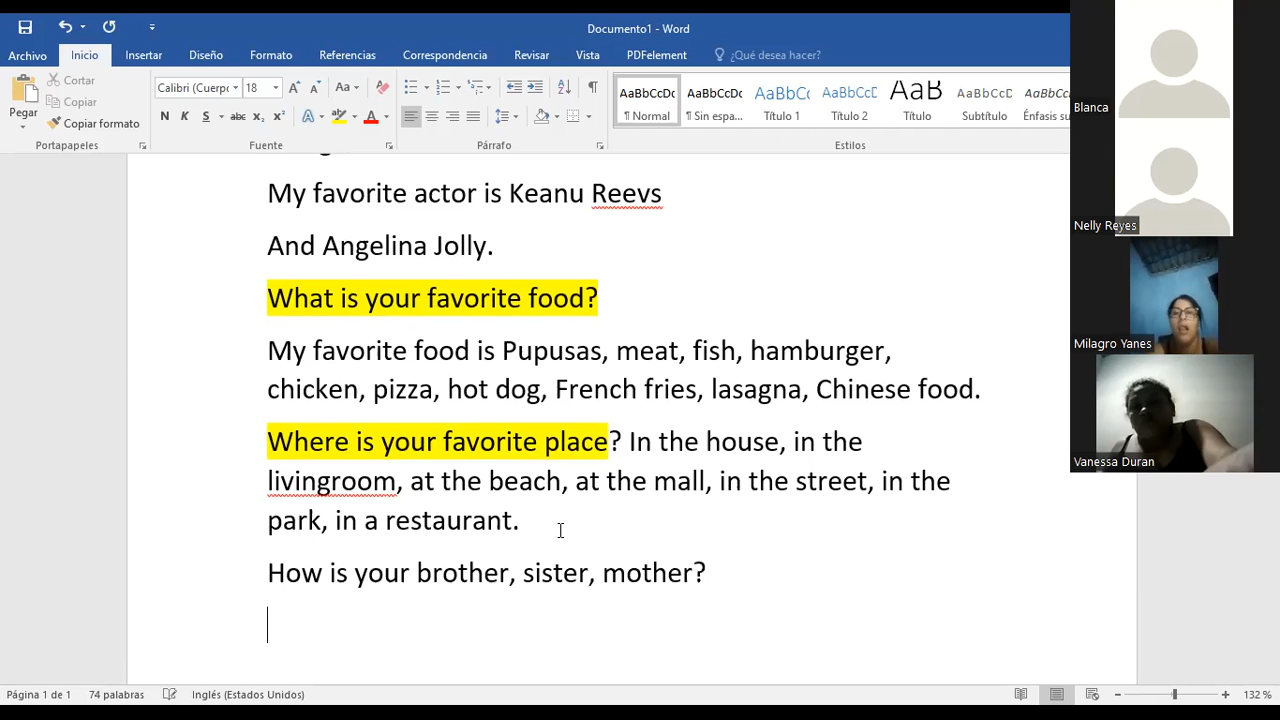 Documento1 - Word
Archivo Inicio Insertar Diseño Formato Referencias Correspondencia Revisar Vista PDFelement ¿Qué desea hacer?
Pegar
Cortar
Copiar
Copiar formato
Portapapeles
Calibri (Cuerpo 18
N K S abc x₂ x²
Fuente
Párrafo
AaBbCcDc AaBbCcDc AaBbCc AaBbCcD AaB AaBbCcD AaBbCcD
¶ Normal ¶ Sin espa... Título 1 Título 2 Título Subtítulo Énfasis su
Estilos
My favorite actor is Keanu Reevs
And Angelina Jolly.
What is your favorite food?
My favorite food is Pupusas, meat, fish, hamburger,
chicken, pizza, hot dog, French fries, lasagna, Chinese food.
Where is your favorite place? In the house, in the
livingroom, at the beach, at the mall, in the street, in the
park, in a restaurant.
How is your brother, sister, mother?
Página 1 de 1 74 palabras Inglés (Estados Unidos) 132 %
Blanca
Nelly Reyes
Milagro Yanes
Vanessa Duran